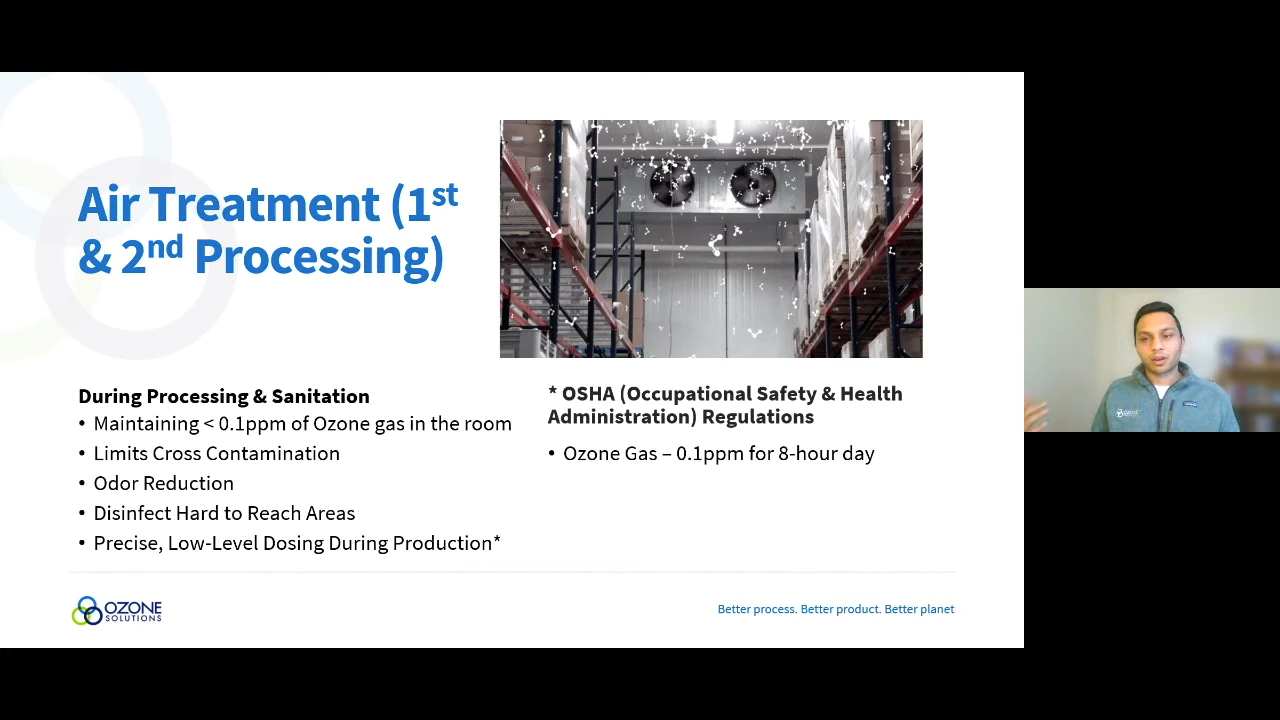 Air Treatment (1st
& 2nd Processing)
During Processing & Sanitation
• Maintaining < 0.1ppm of Ozone gas in the room
• Limits Cross Contamination
• Odor Reduction
• Disinfect Hard to Reach Areas
• Precise, Low-Level Dosing During Production*
* OSHA (Occupational Safety & Health
Administration) Regulations
• Ozone Gas – 0.1ppm for 8-hour day
OZONE
SOLUTIONS
Better process. Better product. Better planet